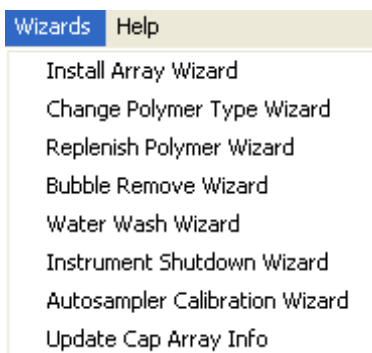 Wizards Help
Install Array Wizard
Change Polymer Type Wizard
Replenish Polymer Wizard
Bubble Remove Wizard
Water Wash Wizard
Instrument Shutdown Wizard
Autosampler Calibration Wizard
Update Cap Array Info